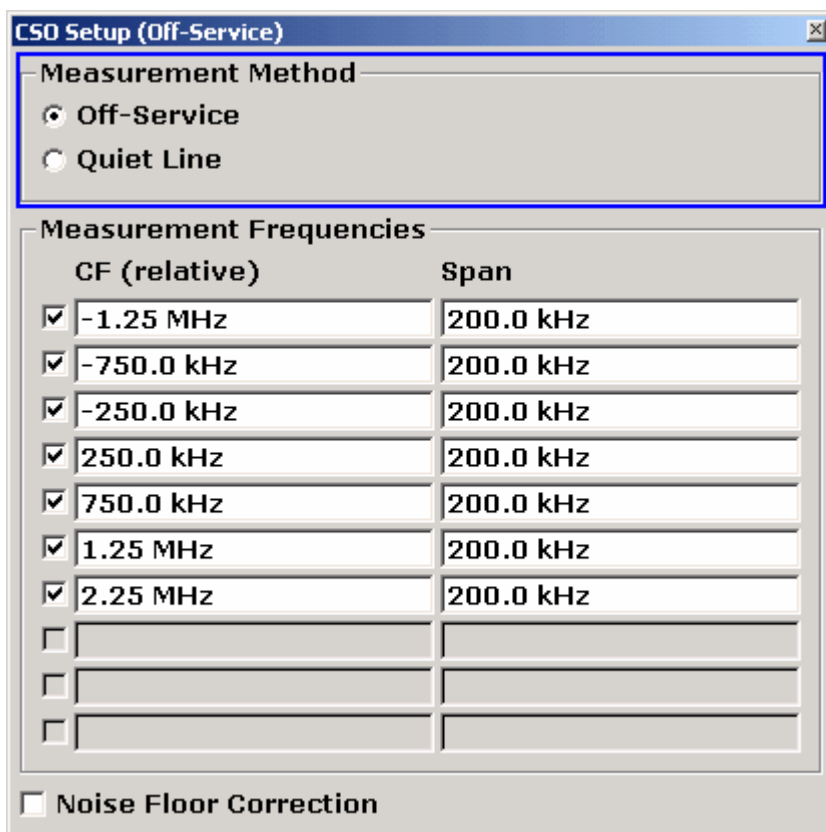 CSO Setup (Off-Service)
Measurement Method
Off-Service
Quiet Line
Measurement Frequencies
CF (relative) Span
-1.25 MHz 200.0 kHz
-750.0 kHz 200.0 kHz
-250.0 kHz 200.0 kHz
250.0 kHz 200.0 kHz
750.0 kHz 200.0 kHz
1.25 MHz 200.0 kHz
2.25 MHz 200.0 kHz
Noise Floor Correction